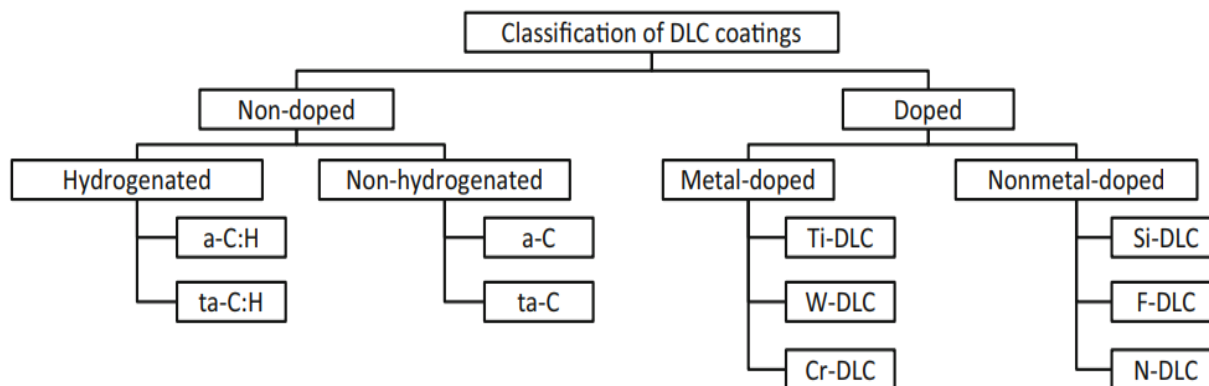 Classification of DLC coatings
Non-doped
Doped
Hydrogenated
Non-hydrogenated
Metal-doped
Nonmetal-doped
a-C:H
a-C
Ti-DLC
Si-DLC
ta-C:H
ta-C
W-DLC
F-DLC
Cr-DLC
N-DLC